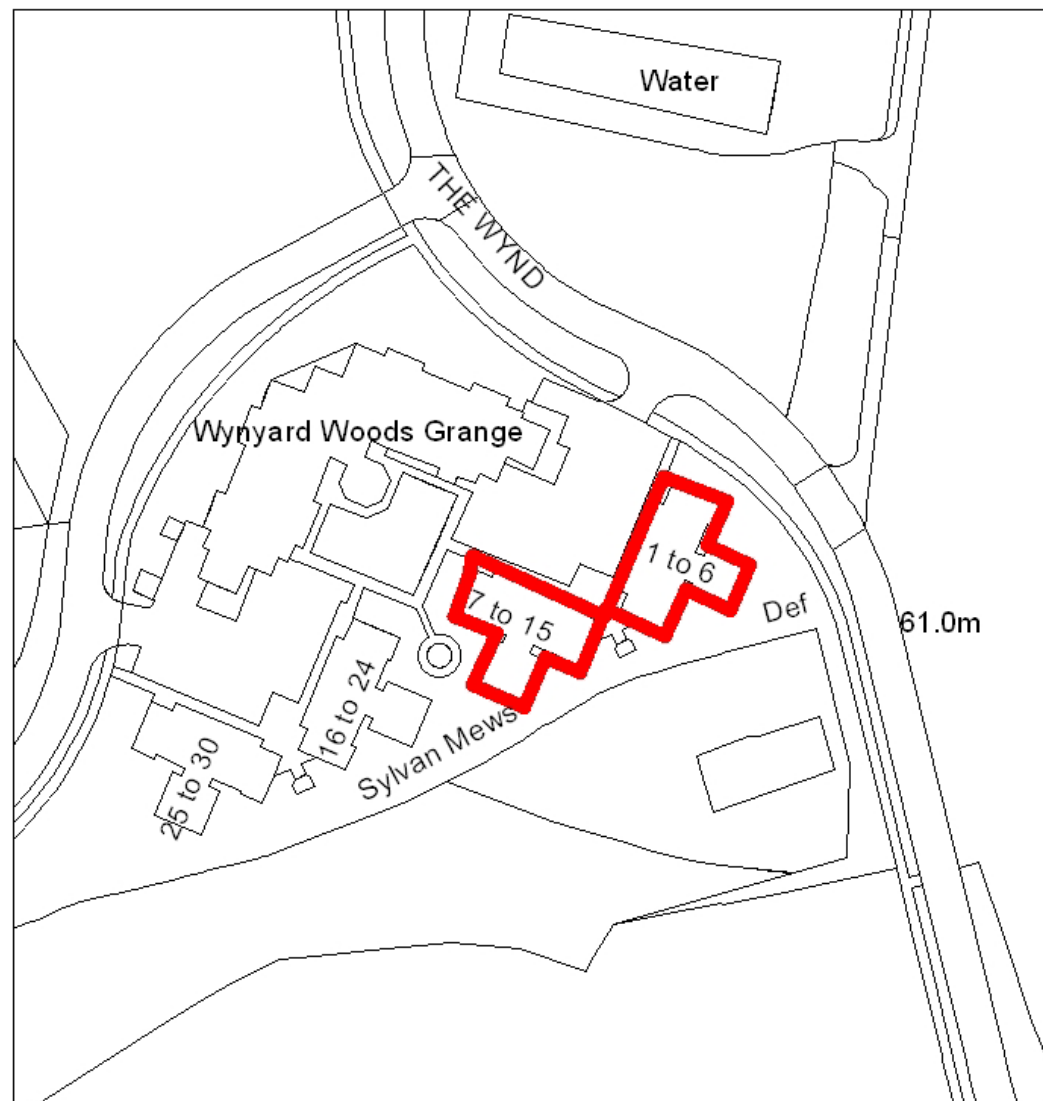 Water
THE WYND
Wynyard Woods Grange
1 to 6
7 to 15
Def
61.0m
16 to 24
Sylvan Mews
25 to 30